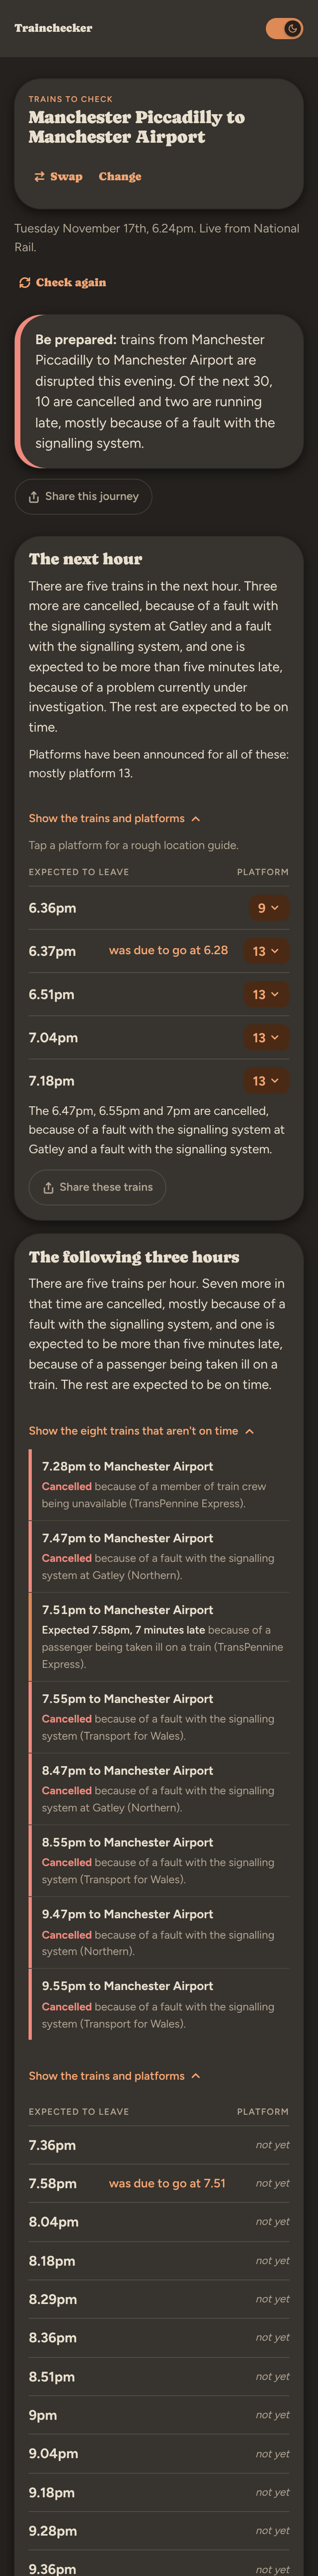 Trainchecker
TRAINS TO CHECK
Manchester Piccadilly to
Manchester Airport
Swap Change
Tuesday November 17th, 6.24pm. Live from National
Rail.
Check again
Be prepared: trains from Manchester
Piccadilly to Manchester Airport are
disrupted this evening. Of the next 30,
10 are cancelled and two are running
late, mostly because of a fault with the
signalling system.
Share this journey
The next hour
There are five trains in the next hour. Three
more are cancelled, because of a fault with
the signalling system at Gatley and a fault
with the signalling system, and one is
expected to be more than five minutes late,
because of a problem currently under
investigation. The rest are expected to be on
time.
Platforms have been announced for all of these:
mostly platform 13.
Show the trains and platforms
Tap a platform for a rough location guide.
EXPECTED TO LEAVE PLATFORM
6.36pm 9
6.37pm was due to go at 6.28 13
6.51pm 13
7.04pm 13
7.18pm 13
The 6.47pm, 6.55pm and 7pm are cancelled,
because of a fault with the signalling system at
Gatley and a fault with the signalling system.
Share these trains
The following three hours
There are five trains per hour. Seven more in
that time are cancelled, mostly because of a
fault with the signalling system, and one is
expected to be more than five minutes late,
because of a passenger being taken ill on a
train. The rest are expected to be on time.
Show the eight trains that aren't on time
7.28pm to Manchester Airport
Cancelled because of a member of train crew
being unavailable (TransPennine Express).
7.47pm to Manchester Airport
Cancelled because of a fault with the signalling
system at Gatley (Northern).
7.51pm to Manchester Airport
Expected 7.58pm, 7 minutes late because of a
passenger being taken ill on a train (TransPennine
Express).
7.55pm to Manchester Airport
Cancelled because of a fault with the signalling
system (Transport for Wales).
8.47pm to Manchester Airport
Cancelled because of a fault with the signalling
system at Gatley (Northern).
8.55pm to Manchester Airport
Cancelled because of a fault with the signalling
system (Transport for Wales).
9.47pm to Manchester Airport
Cancelled because of a fault with the signalling
system (Northern).
9.55pm to Manchester Airport
Cancelled because of a fault with the signalling
system (Transport for Wales).
Show the trains and platforms
EXPECTED TO LEAVE PLATFORM
7.36pm not yet
7.58pm was due to go at 7.51 not yet
8.04pm not yet
8.18pm not yet
8.29pm not yet
8.36pm not yet
8.51pm not yet
9pm not yet
9.04pm not yet
9.18pm not yet
9.28pm not yet
9.36pm not yet